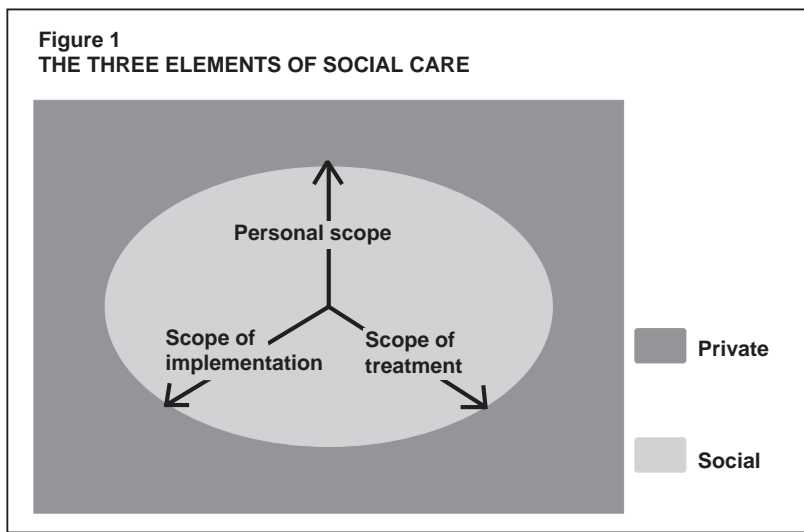 Figure 1
THE THREE ELEMENTS OF SOCIAL CARE
Personal scope
Scope of
implementation
Scope of
treatment
Private
Social